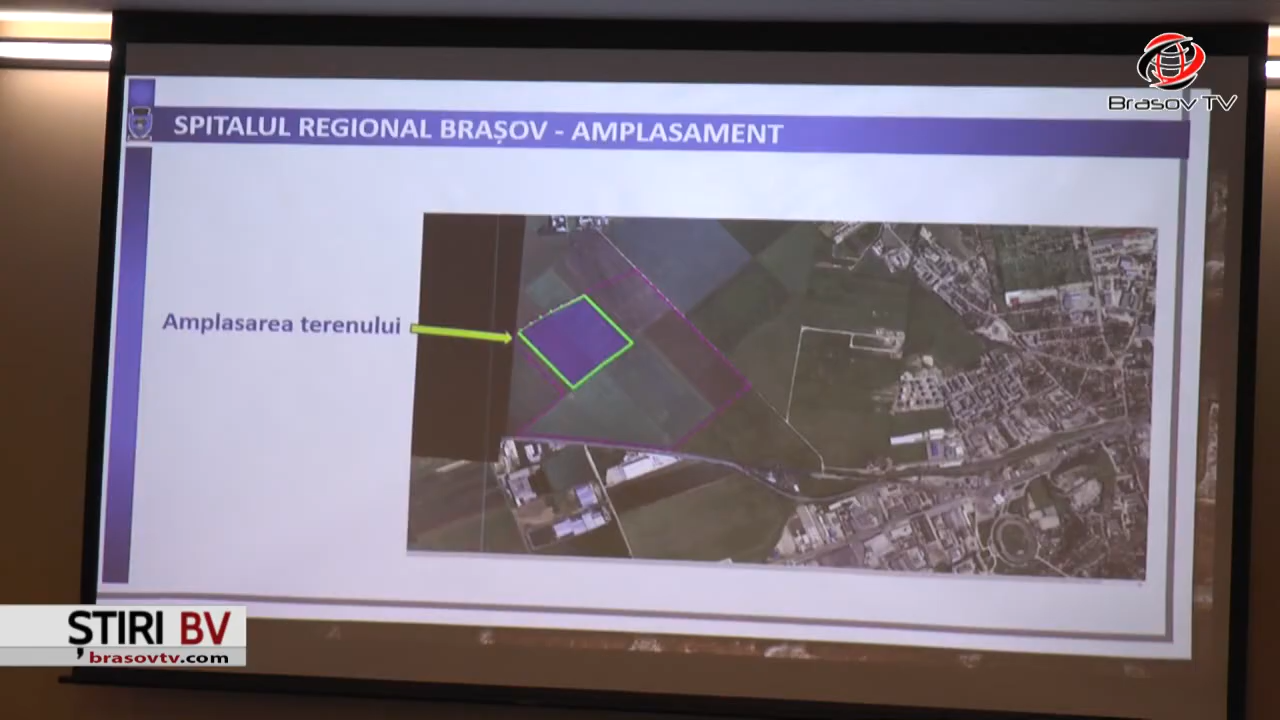 Brasov TV
SPITALUL REGIONAL BRAȘOV - AMPLASAMENT
Amplasarea terenului
ȘTIRI BV
brasovtv.com